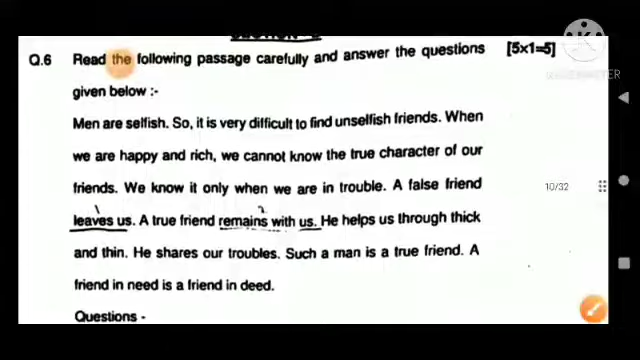 Q.6 Read the following passage carefully and answer the questions [5×1=5]
given below :-
Men are selfish. So, it is very difficult to find unselfish friends. When
we are happy and rich, we cannot know the true character of our
friends. We know it only when we are in trouble. A false friend
10/32
leaves us. A true friend remains with us. He helps us through thick
and thin. He shares our troubles. Such a man is a true friend. A
friend in need is a friend in deed.
Questions -